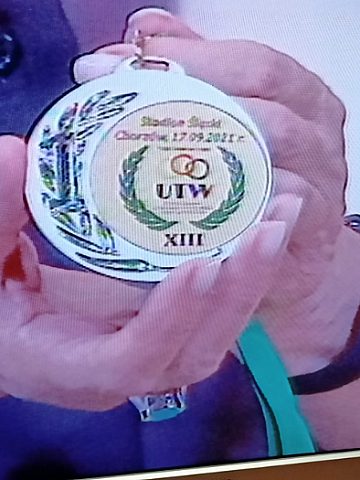 Stadion Śląski
Chorzów, 17.09.2021 r.
UTW
XIII